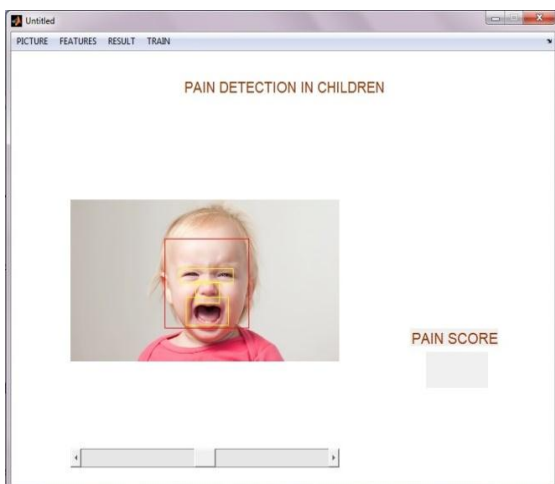 Untitled
PICTURE FEATURES RESULT TRAIN
PAIN DETECTION IN CHILDREN
PAIN SCORE